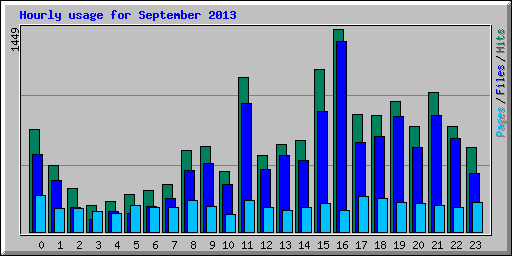 Hourly usage for September 2013
1449
Pages / Files / Hits
0 1 2 3 4 5 6 7 8 9 10 11 12 13 14 15 16 17 18 19 20 21 22 23